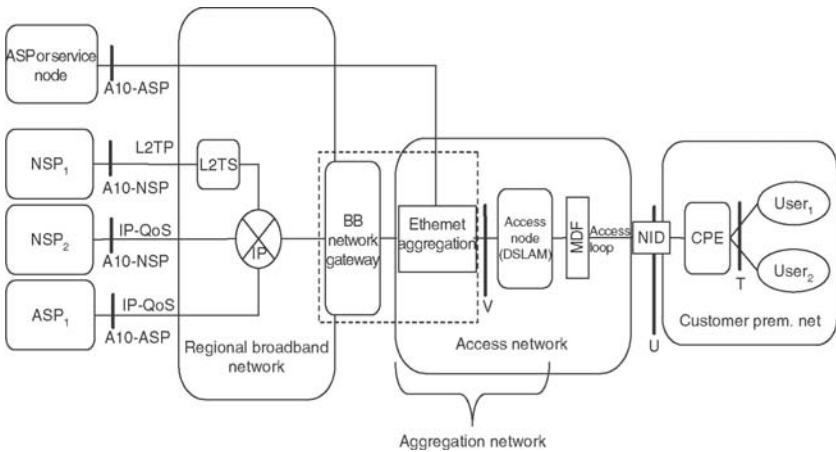 ASPorservice
node
A10-ASP
L2TP
NSP1
L2TS
A10-NSP
IP-QoS
NSP2
IP
A10-NSP
IP-QoS
ASP1
A10-ASP
Regional broadband
network
BB
network
gateway
Ethernet
aggregation
V
Access
node
(DSLAM)
MDF
Access
loop
NID
U
CPE
T
User1
User2
Customer prem. net
Access network
Aggregation network